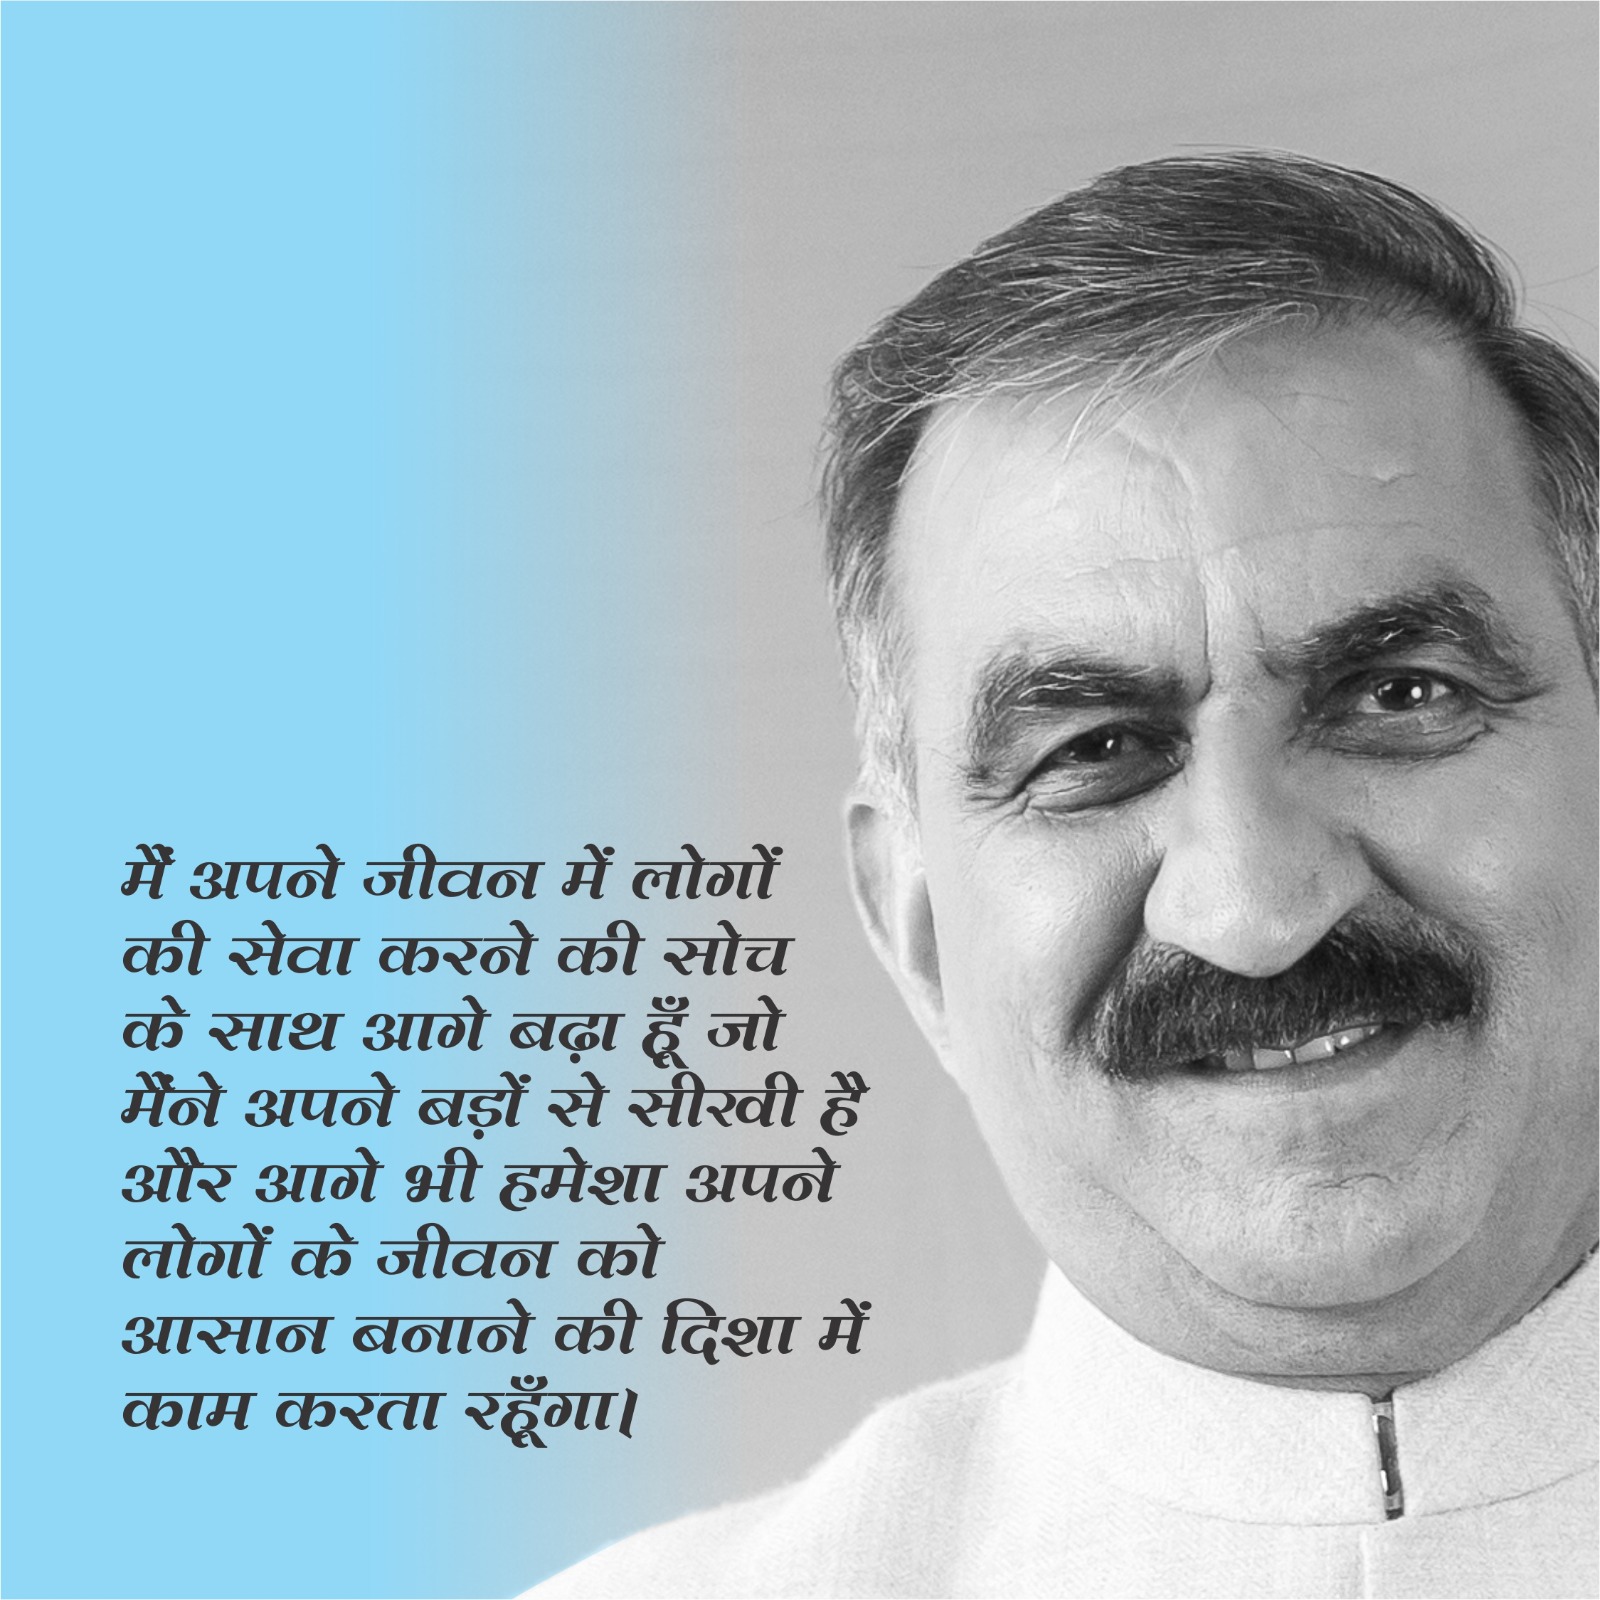 मैं अपने जीवन में लोगों
की सेवा करने की सोच
के साथ आगे बढ़ा हूँ जो
मैंने अपने बड़ों से सीखी है
और आगे भी हमेशा अपने
लोगों के जीवन को
आसान बनाने की दिशा में
काम करता रहूँगा।